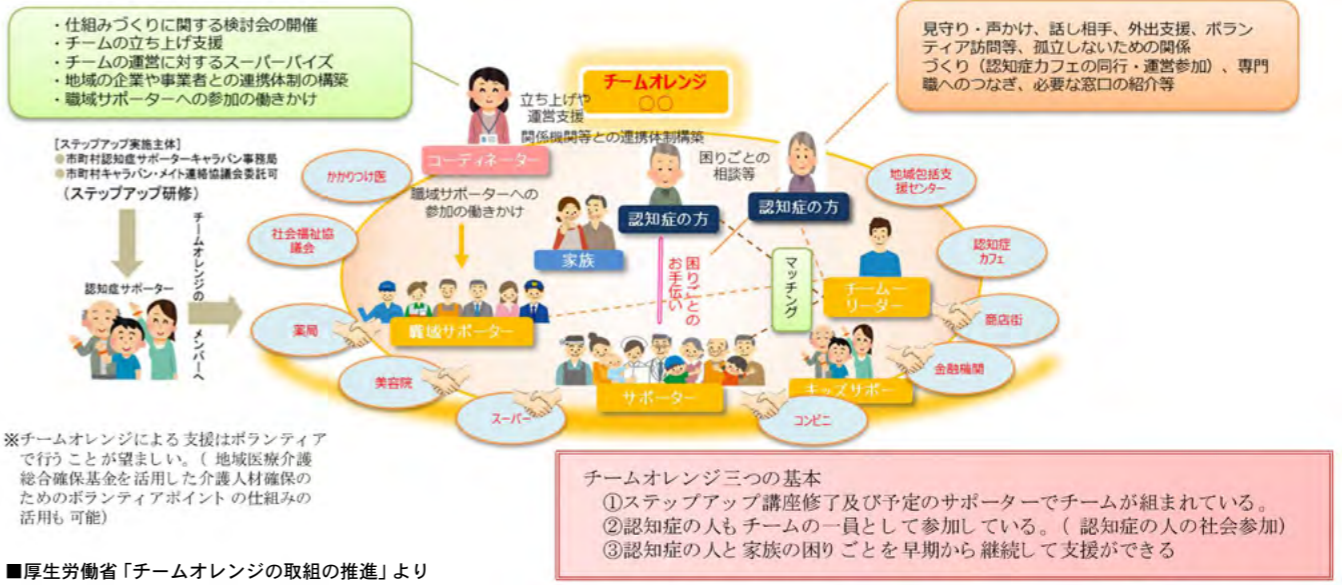 ・仕組みづくりに関する検討会の開催
・チームの立ち上げ支援
・チームの運営に対するスーパーバイズ
・地域の企業や事業者との連携体制の構築
・職域サポーターへの参加の働きかけ
見守り・声かけ、話し相手、外出支援、ボラン
ティア訪問等、孤立しないための関係
づくり（認知症カフェの同行・運営参加）、専門
職へのつなぎ、必要な窓口の紹介等
チームオレンジ
○○
立ち上げや
運営支援
関係機関等との連携体制構築
コーディネーター
[ステップアップ実施主体]
●市町村認知症サポーターキャラバン事務局
●市町村キャラバン・メイト連絡協議会委託可
（ステップアップ研修）
認知症サポーター
チームオレンジの
メンバーへ
かかりつけ医
社会福祉協
議会
薬局
美容院
スーパー
コンビニ
金融機関
商店街
認知症
カフェ
地域包括支
援センター
職域サポーターへの
参加の働きかけ
家族
認知症の方
困りごとの
相談等
認知症の方
困りごとの
お手伝い
マッチング
チームー
リーダー
職域サポーター
サポーター
キッズサポー
※チームオレンジによる支援はボランティア
で行うことが望ましい。（地域医療介護
総合確保基金を活用した介護人材確保の
ためのボランティアポイントの仕組みの
活用も可能）
チームオレンジ三つの基本
①ステップアップ講座修了及び予定のサポーターでチームが組まれている。
②認知症の人もチームの一員として参加している。（認知症の人の社会参加）
③認知症の人と家族の困りごとを早期から継続して支援ができる
■厚生労働省「チームオレンジの取組の推進」より